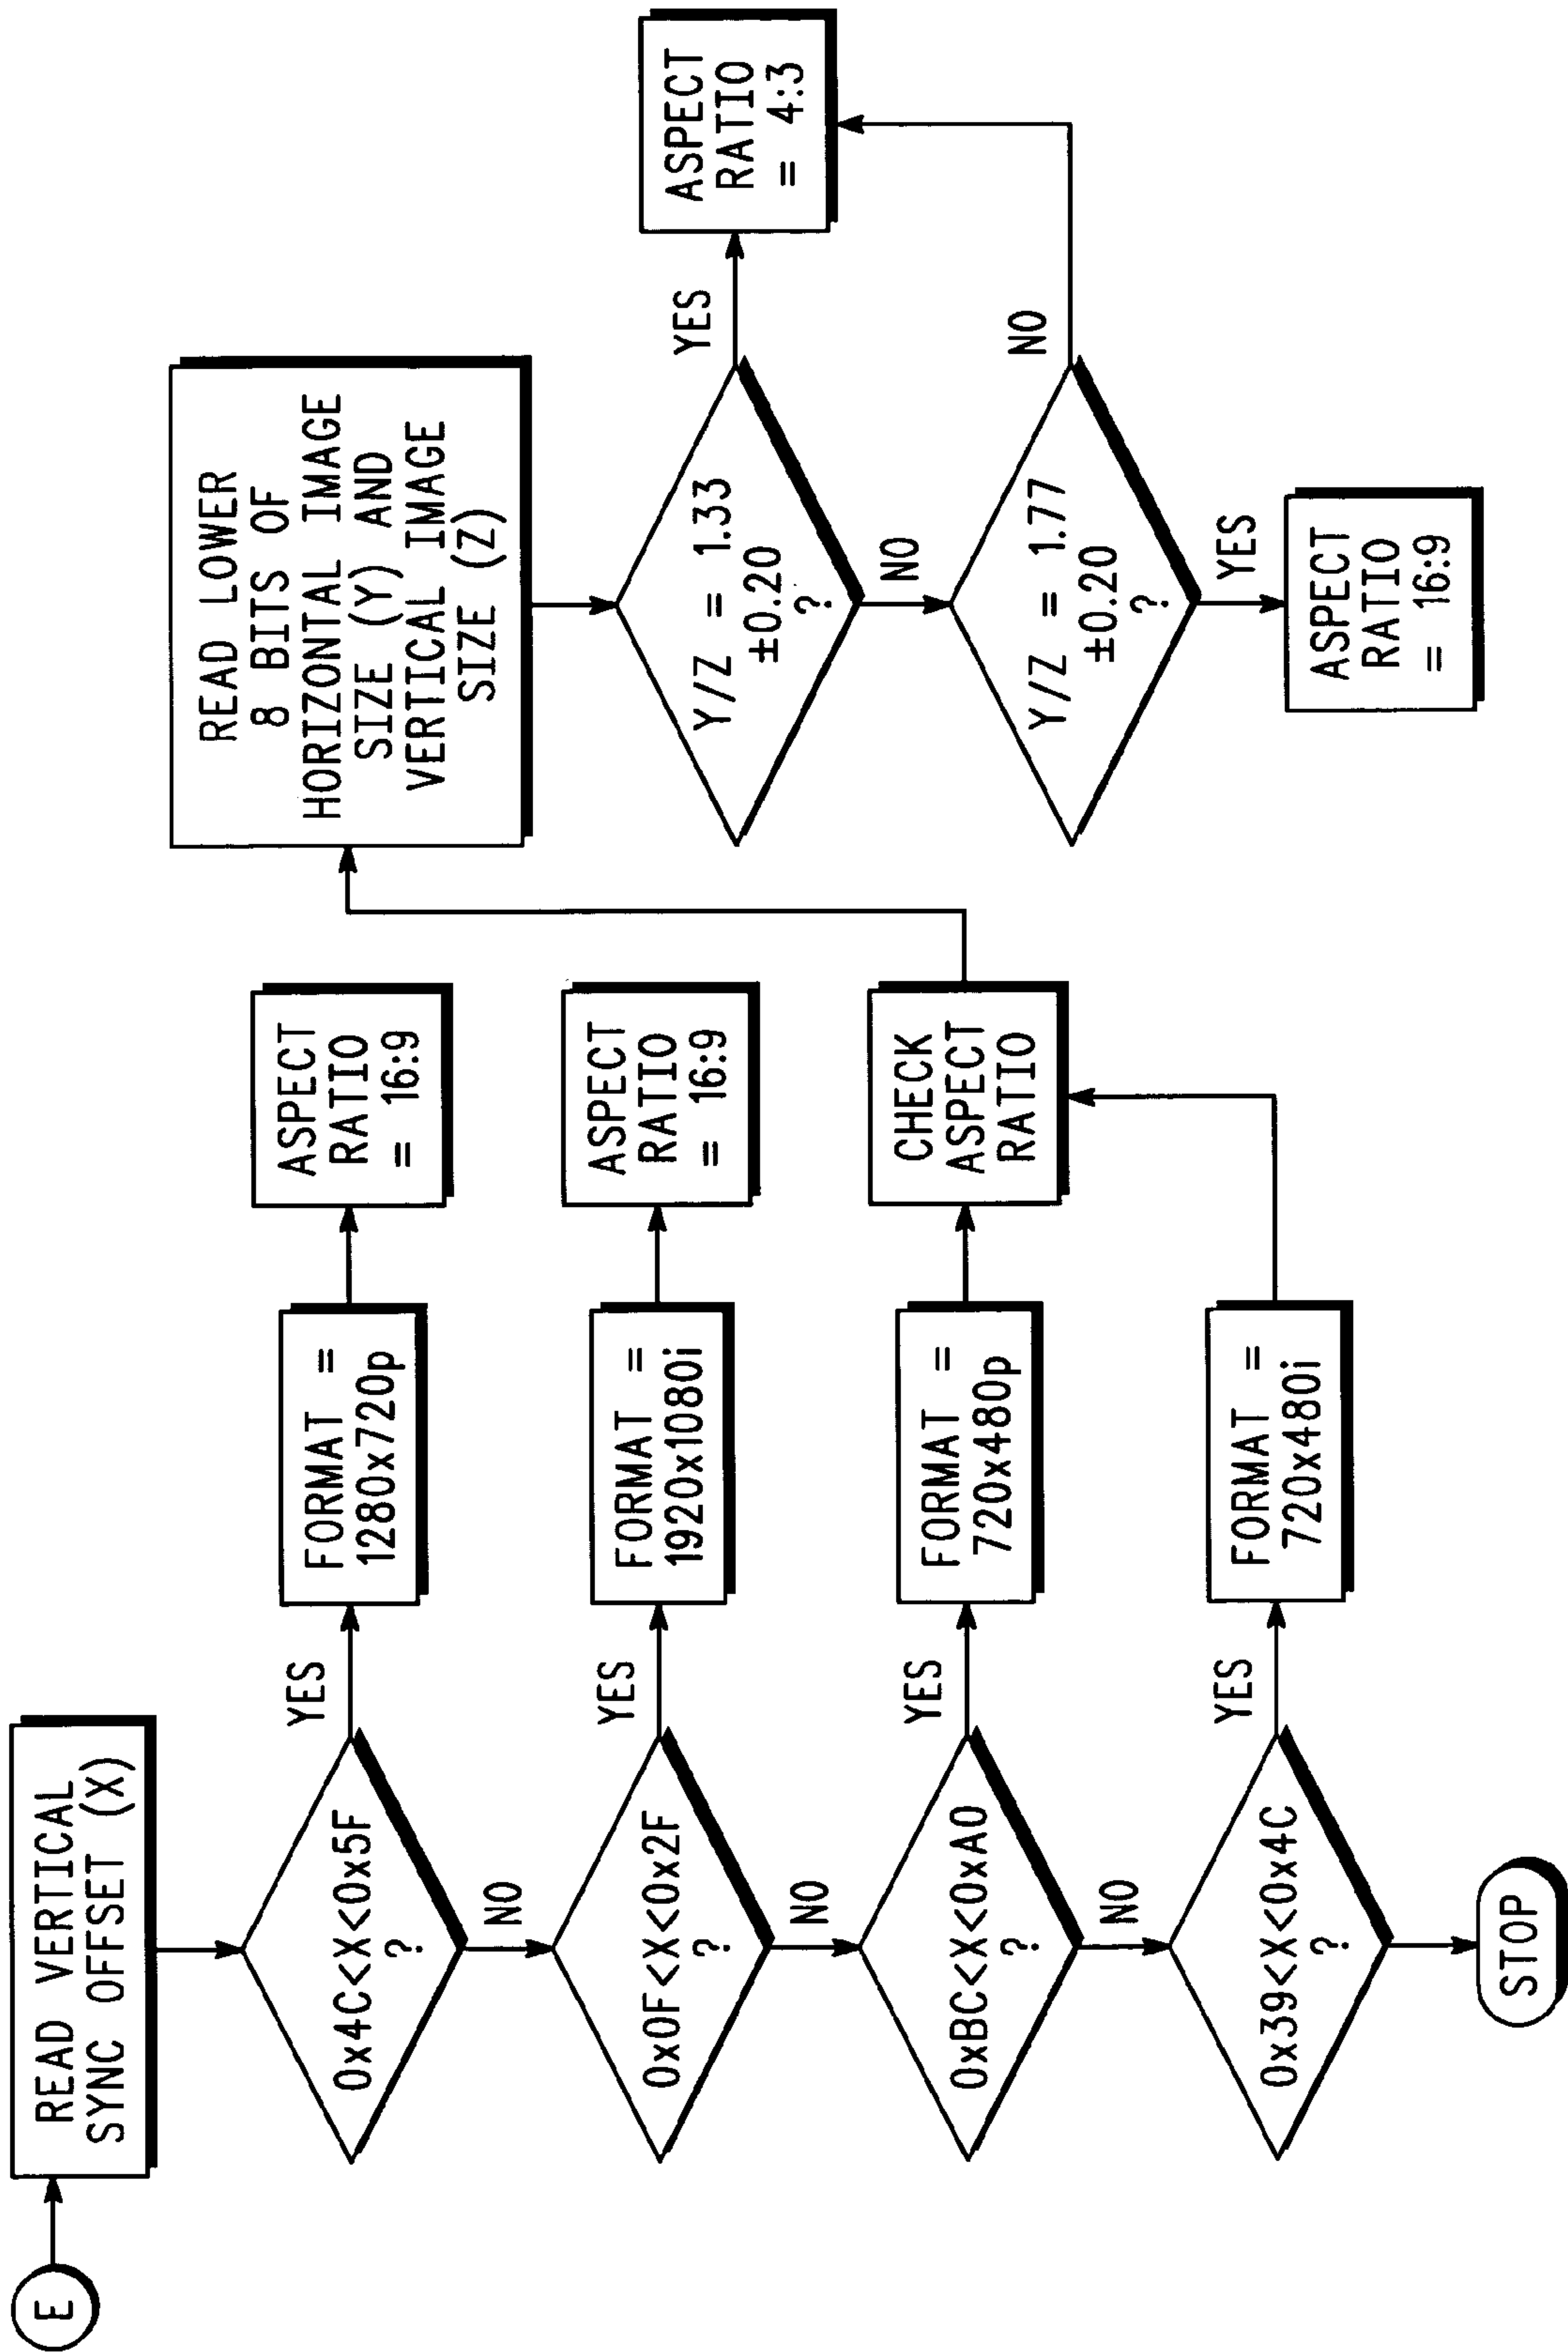 E
READ VERTICAL
SYNC OFFSET (X)
0x4C<X<0x5F
?
YES
FORMAT =
1280x720p
ASPECT
RATIO
= 16:9
NO
0x0F<X<0x2F
?
YES
FORMAT =
1920x1080i
ASPECT
RATIO
= 16:9
NO
0xBC<X<0xA0
?
YES
FORMAT =
720x480p
CHECK
ASPECT
RATIO
NO
0x39<X<0x4C
?
YES
FORMAT =
720x480i
STOP
READ LOWER
8 BITS OF
HORIZONTAL IMAGE
SIZE (Y) AND
VERTICAL IMAGE
SIZE (Z)
Y/Z = 1.33
±0.20
?
YES
ASPECT
RATIO
= 4:3
NO
Y/Z = 1.77
±0.20
?
NO
YES
ASPECT
RATIO
= 16:9